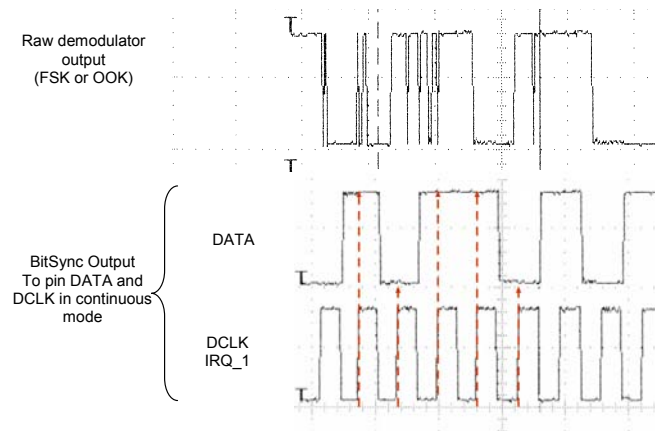 Raw demodulator
output
(FSK or OOK)
DATA
BitSync Output
To pin DATA and
DCLK in continuous
mode
DCLK
IRQ_1